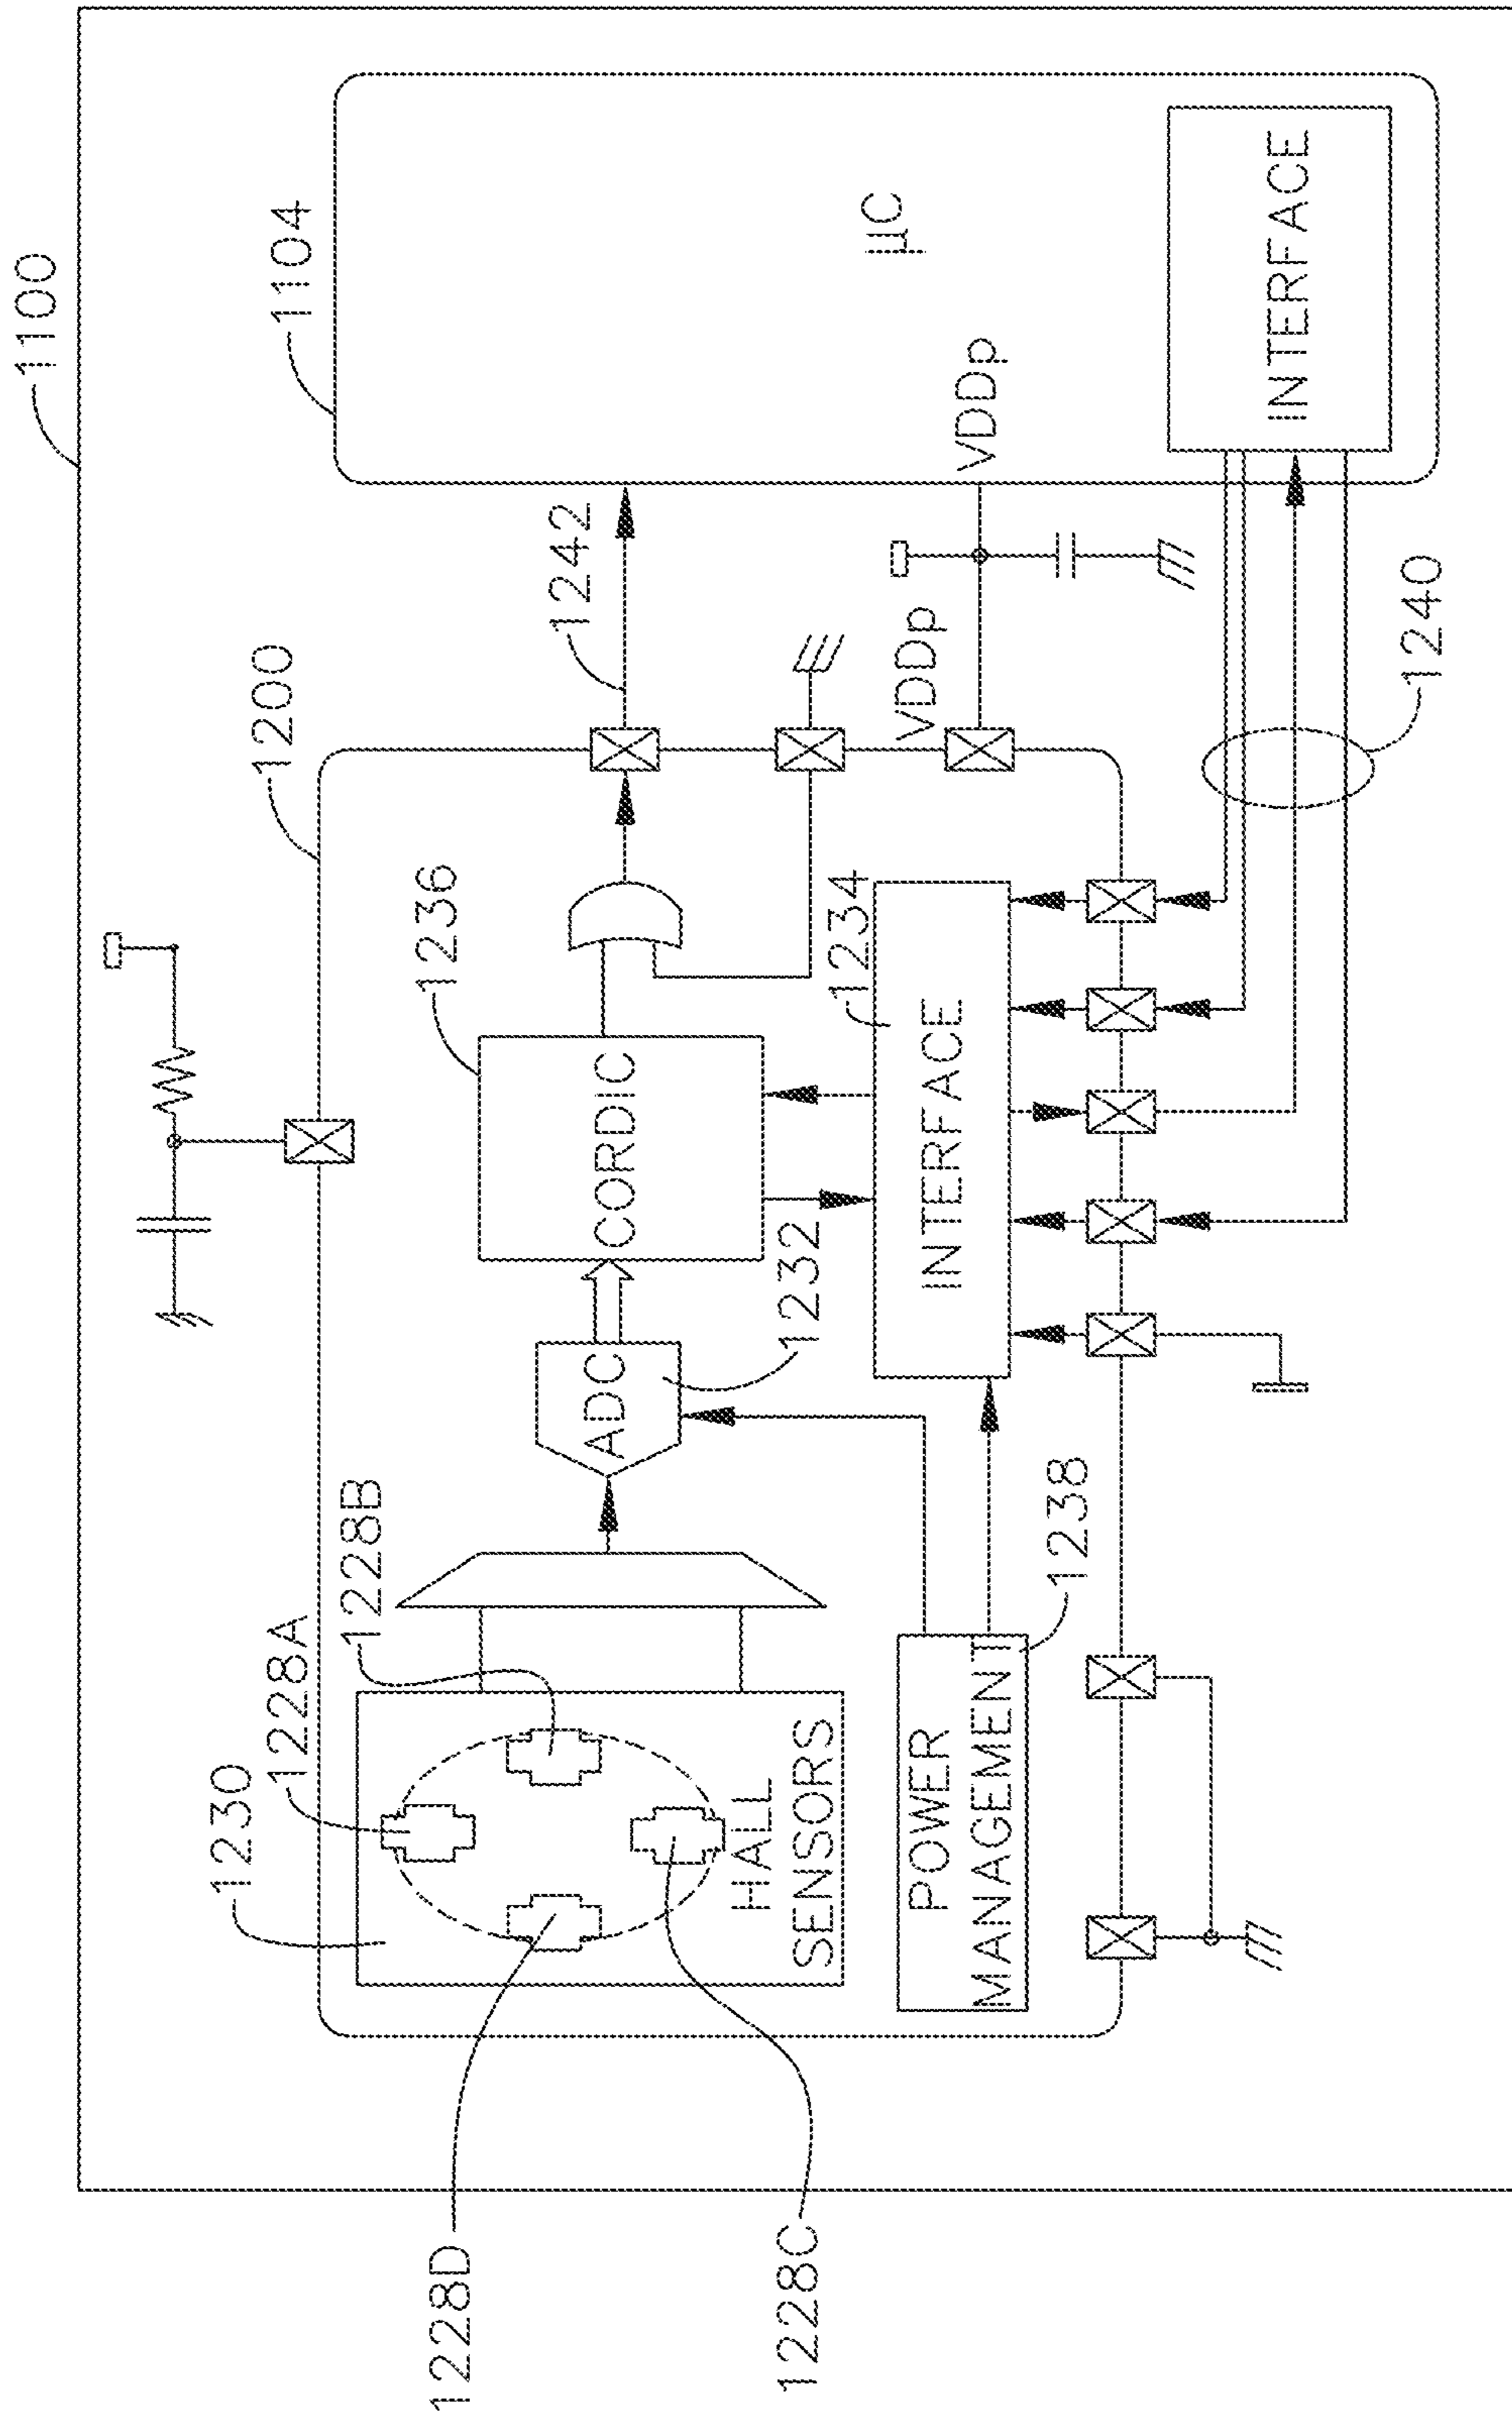 1100
1104
1200
1242
µC
1236
VDDp
VDDp
1234
CORDIC
INTERFACE
INTERFACE
1240
ADC
1232
1228B
1228A
1230
HALL
SENSORS
POWER
MANAGEMENT
1238
1228D
1228C